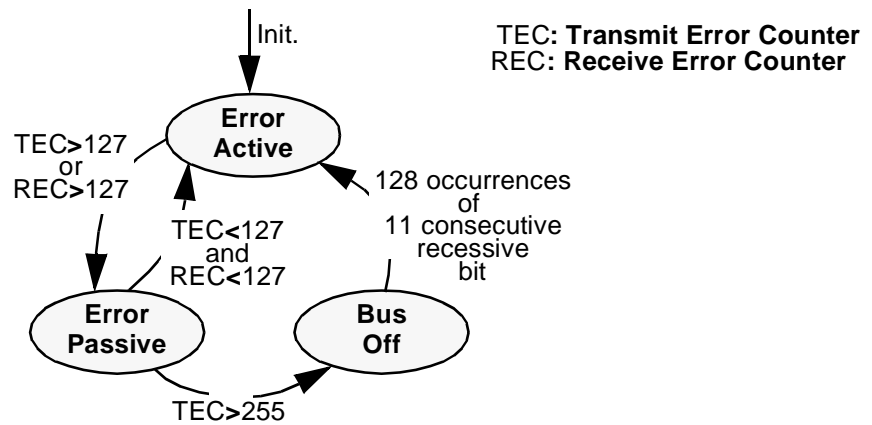 Init.
TEC: Transmit Error Counter
REC: Receive Error Counter
Error
Active
TEC>127
or
REC>127
TEC<127
and
REC<127
128 occurrences
of
11 consecutive
recessive
bit
Error
Passive
Bus
Off
TEC>255